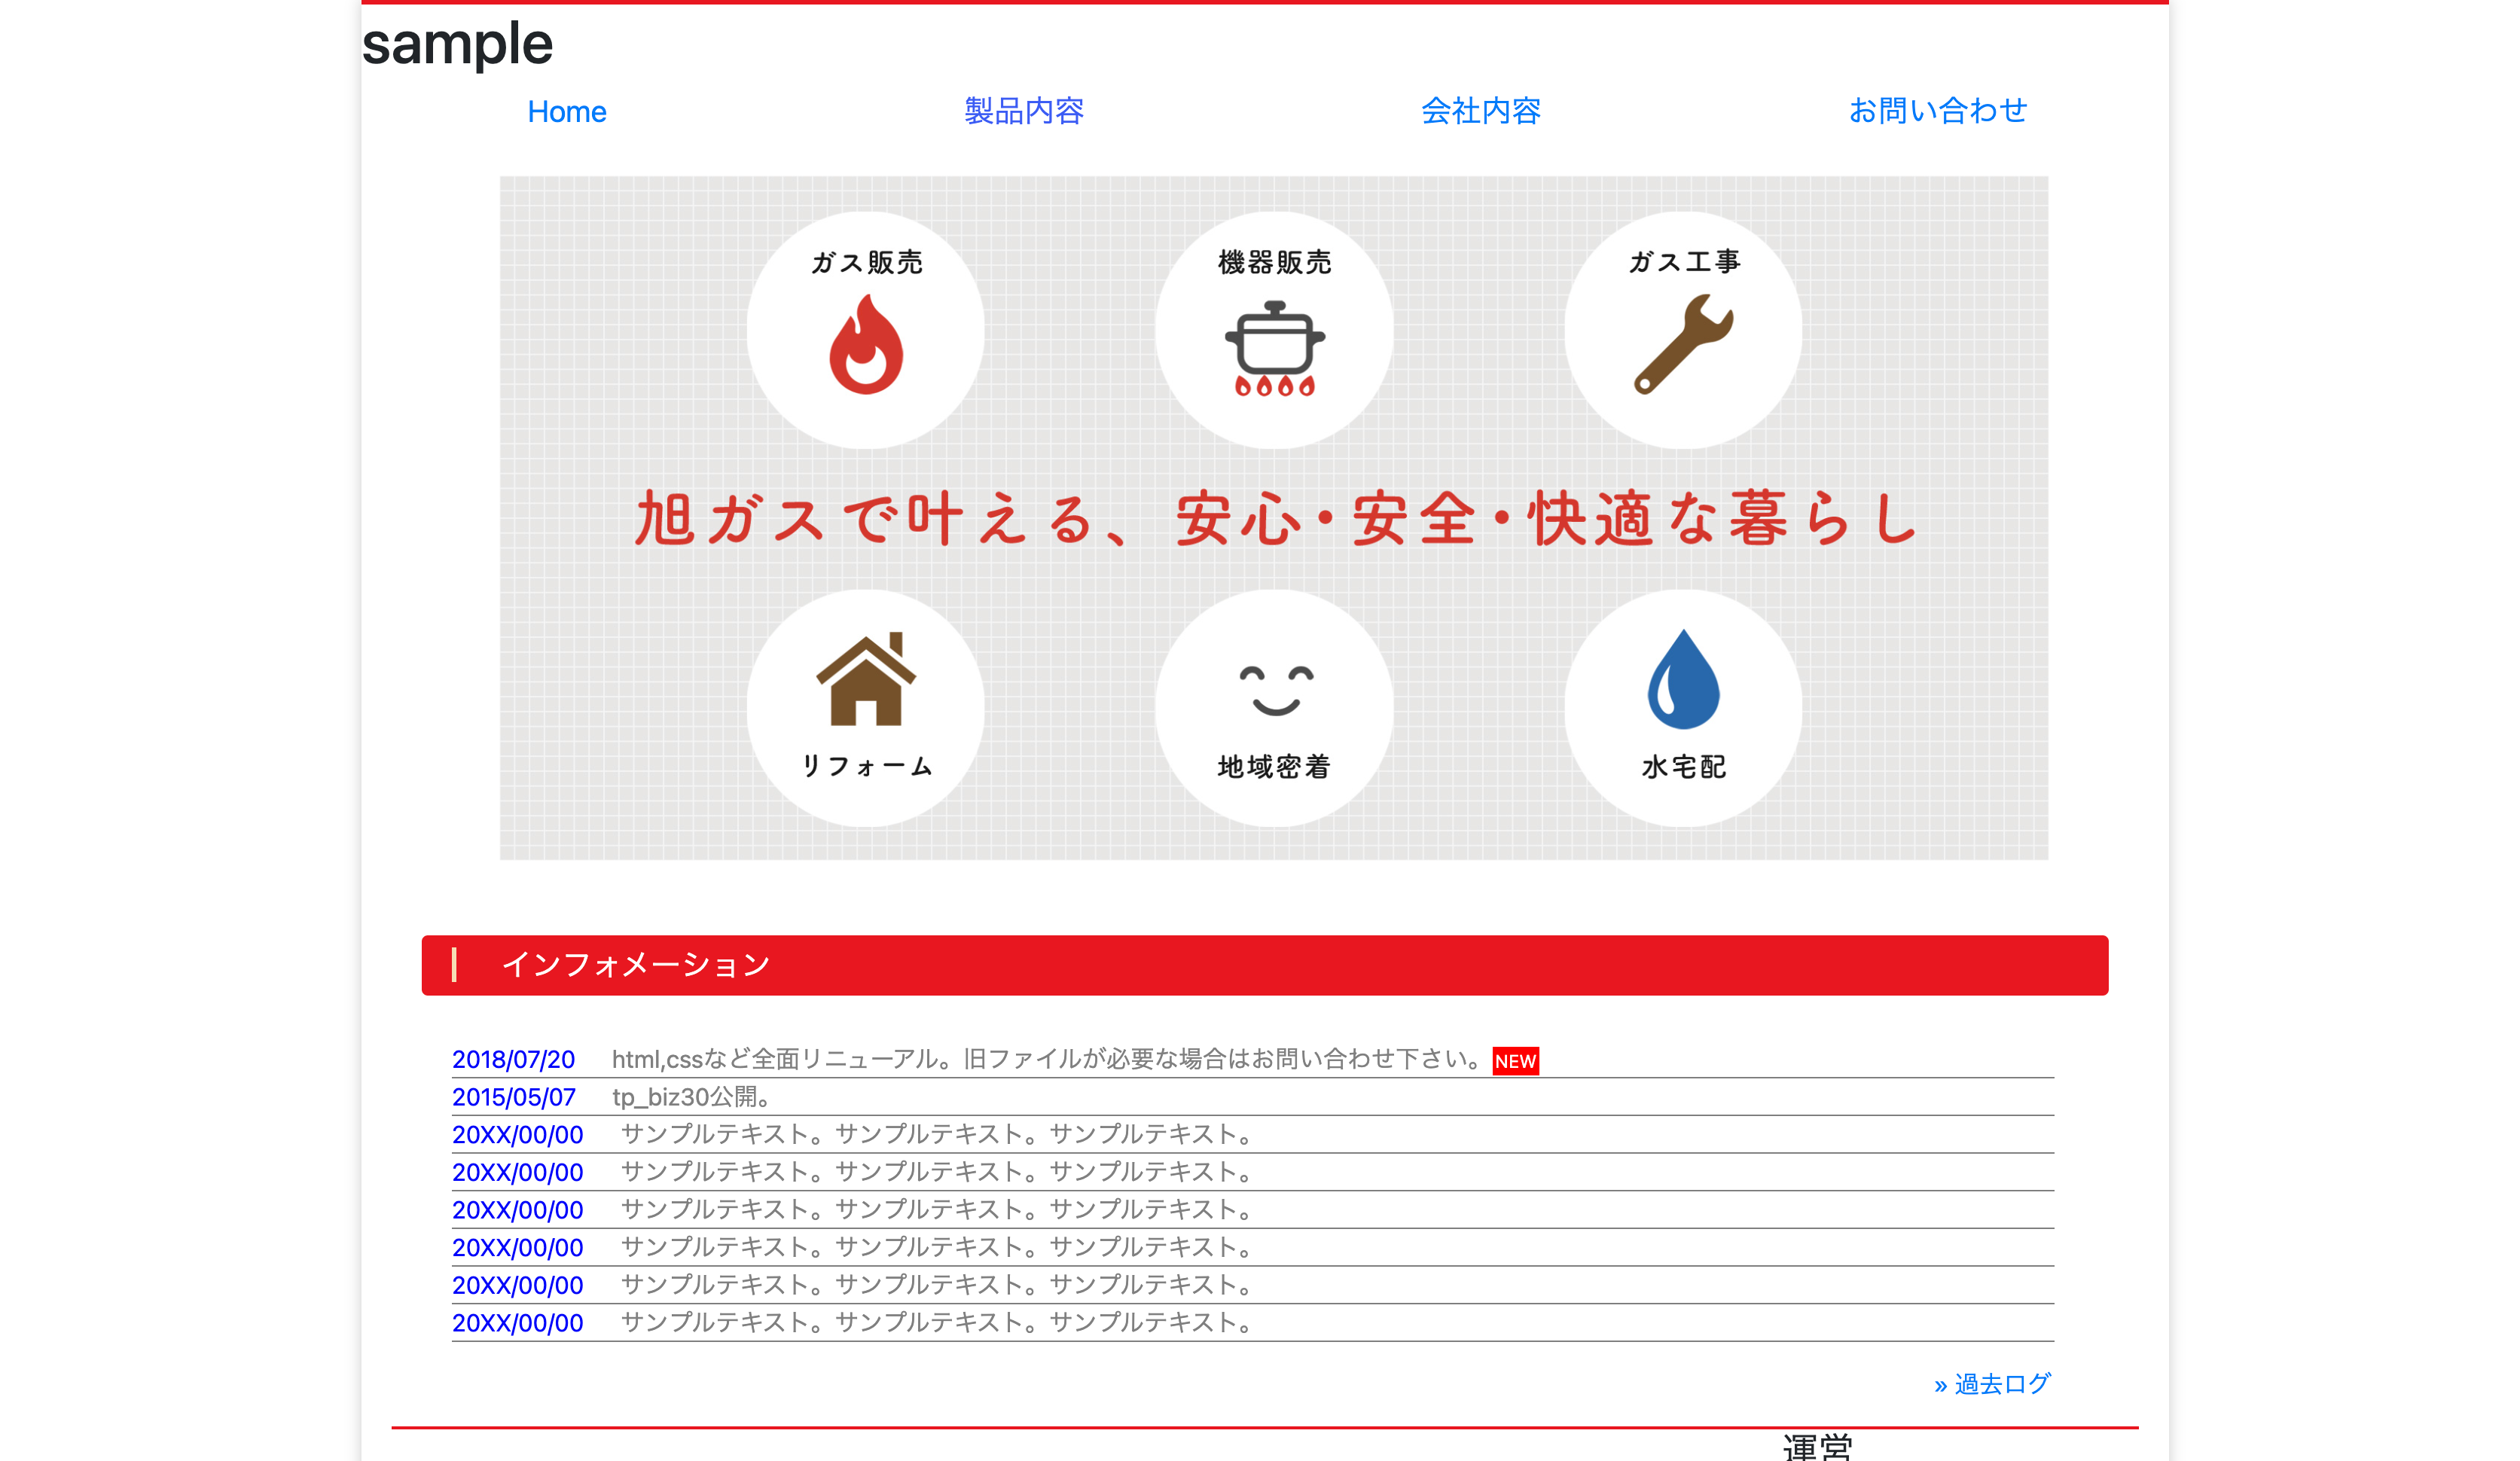 sample
Home 製品内容 会社内容 お問い合わせ
ガス販売 機器販売 ガス工事
旭ガスで叶える、安心・安全・快適な暮らし
リフォーム 地域密着 水宅配
インフォメーション
2018/07/20 html,cssなど全面リニューアル。旧ファイルが必要な場合はお問い合わせ下さい。 NEW
2015/05/07 tp_biz30公開。
20XX/00/00 サンプルテキスト。サンプルテキスト。サンプルテキスト。
20XX/00/00 サンプルテキスト。サンプルテキスト。サンプルテキスト。
20XX/00/00 サンプルテキスト。サンプルテキスト。サンプルテキスト。
20XX/00/00 サンプルテキスト。サンプルテキスト。サンプルテキスト。
20XX/00/00 サンプルテキスト。サンプルテキスト。サンプルテキスト。
20XX/00/00 サンプルテキスト。サンプルテキスト。サンプルテキスト。
» 過去ログ
運営